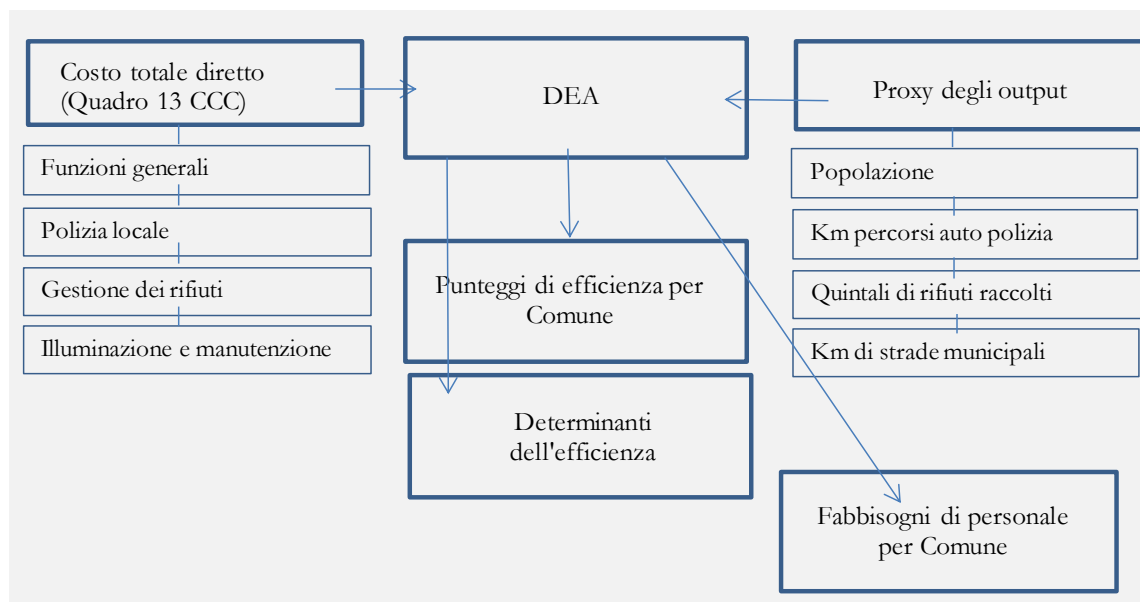 Costo totale diretto
(Quadro 13 CCC)
Funzioni generali
Polizia locale
Gestione dei rifiuti
Illuminazione e manutenzione
DEA
Punteggi di efficienza per
Comune
Determinanti
dell'efficienza
Proxy degli output
Popolazione
Km percorsi auto polizia
Quintali di rifiuti raccolti
Km di strade municipali
Fabbisogni di personale
per Comune